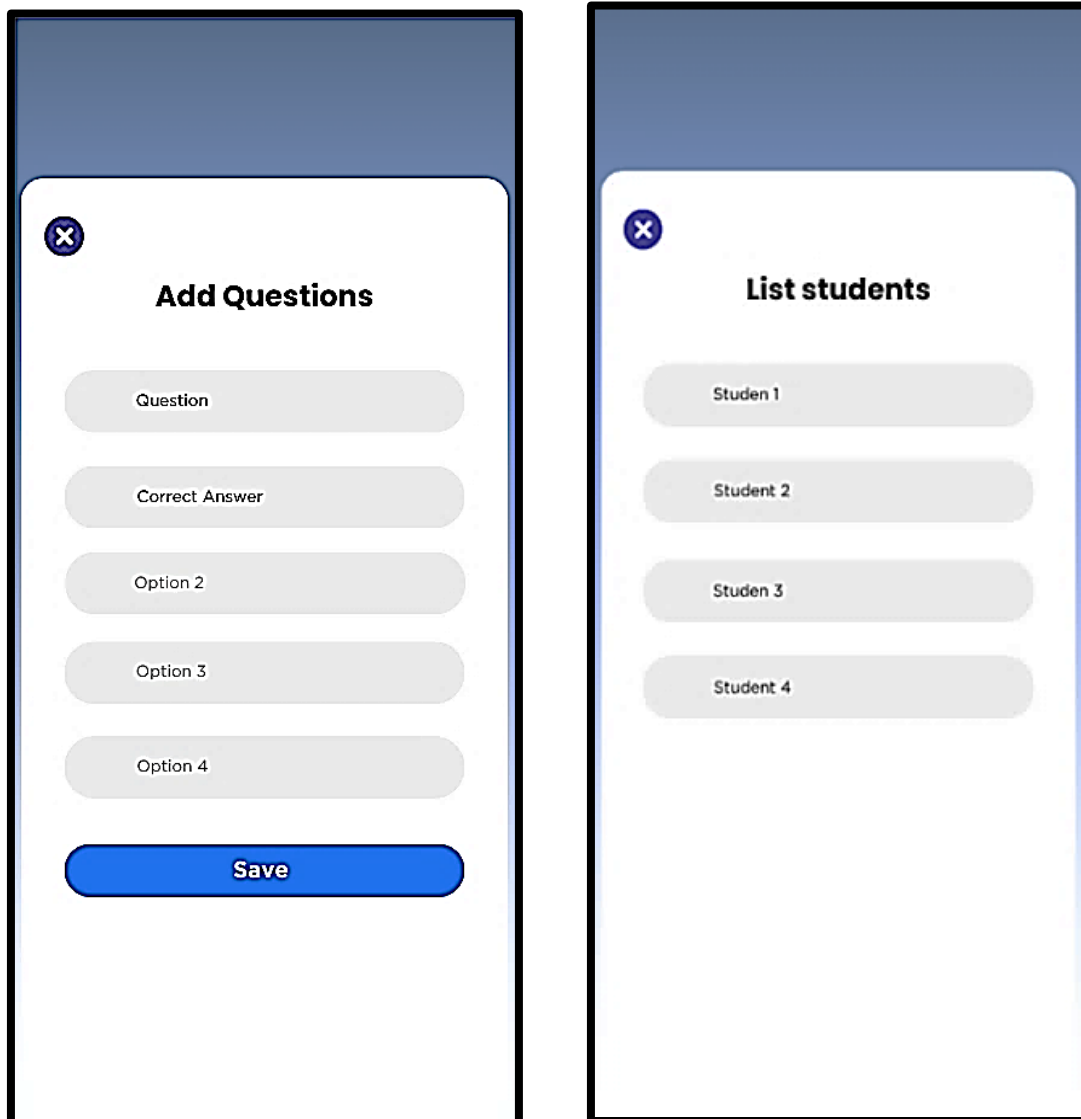 Add Questions
Question
Correct Answer
Option 2
Option 3
Option 4
Save
List students
Studen 1
Student 2
Studen 3
Student 4